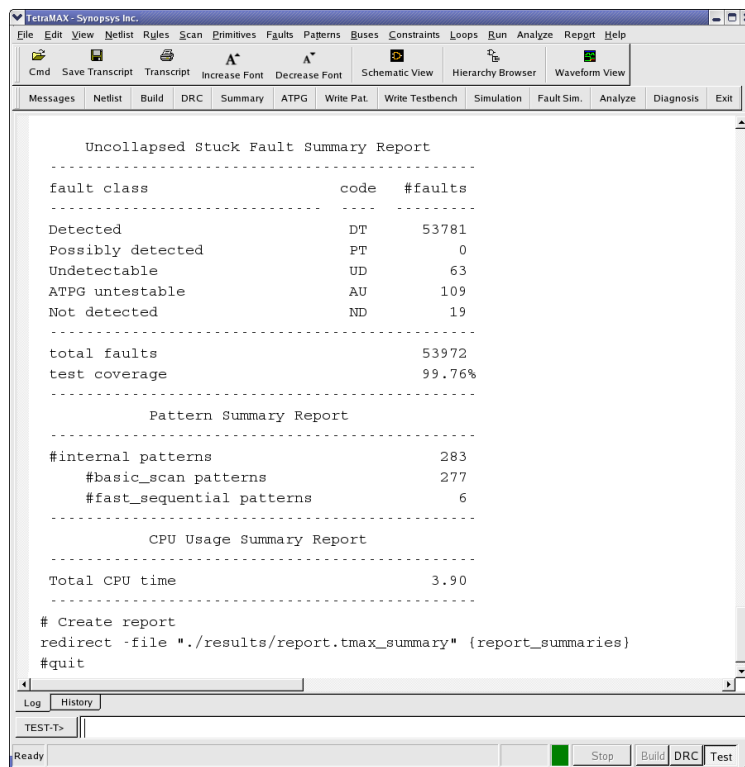 TetraMAX - Synopsys Inc.
File Edit View Netlist Rules Scan Primitives Faults Patterns Buses Constraints Loops Run Analyze Report Help
Cmd Save Transcript Transcript Increase Font Decrease Font Schematic View Hierarchy Browser Waveform View
Messages Netlist Build DRC Summary ATPG Write Pat. Write Testbench Simulation Fault Sim. Analyze Diagnosis Exit
Uncollapsed Stuck Fault Summary Report
-----------------------------------------------
fault class code #faults
------------------------------ ---- ---------
Detected DT 53781
Possibly detected PT 0
Undetectable UD 63
ATPG untestable AU 109
Not detected ND 19
-----------------------------------------------
total faults 53972
test coverage 99.76%
-----------------------------------------------
Pattern Summary Report
-----------------------------------------------
#internal patterns 283
#basic_scan patterns 277
#fast_sequential patterns 6
-----------------------------------------------
CPU Usage Summary Report
-----------------------------------------------
Total CPU time 3.90
-----------------------------------------------
# Create report
redirect -file "./results/report.tmax_summary" {report_summaries}
#quit
Log History
TEST-T>
Ready Stop Build DRC Test